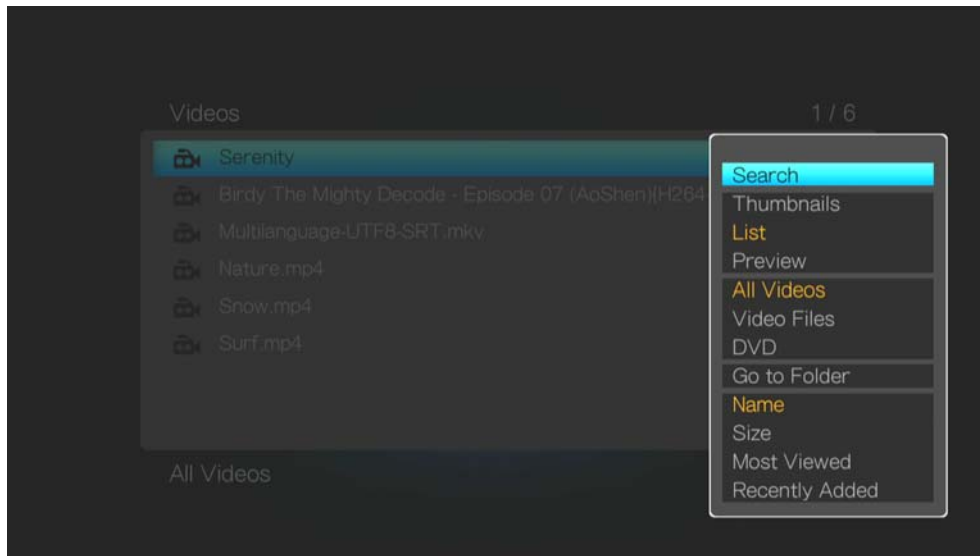 Videos
1 / 6
Serenity
Birdy The Mighty Decode - Episode 07 (AoShen)(H264
Multilanguage-UTF8-SRT.mkv
Nature.mp4
Snow.mp4
Surf.mp4
All Videos
Search
Thumbnails
List
Preview
All Videos
Video Files
DVD
Go to Folder
Name
Size
Most Viewed
Recently Added